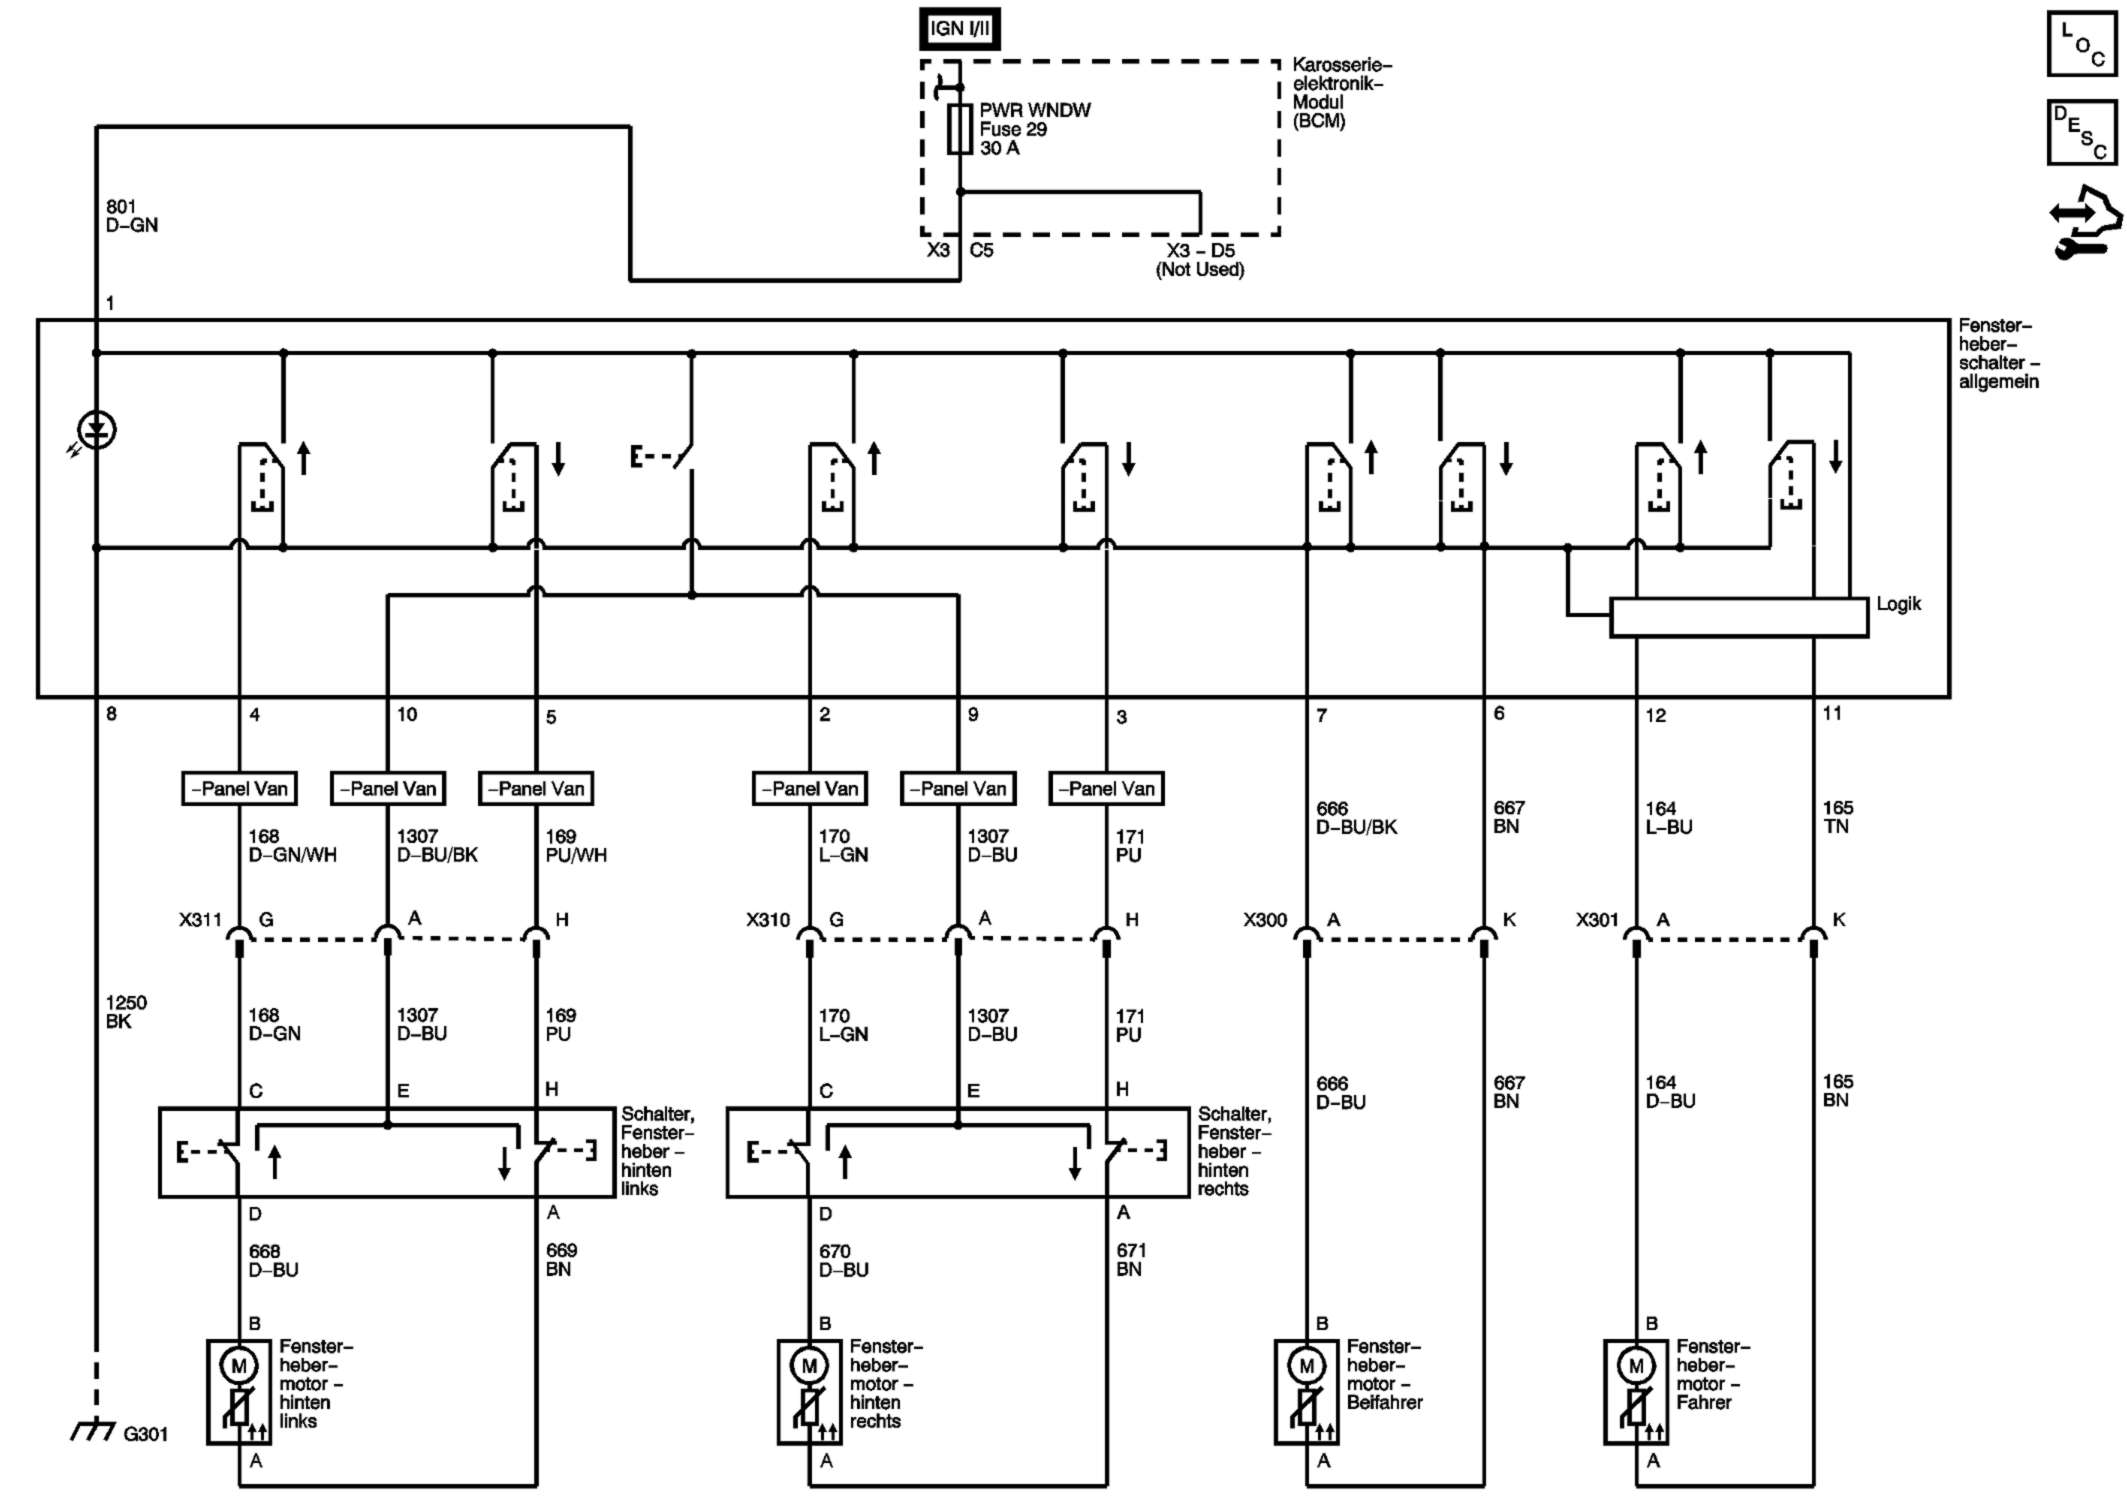 IGN I/II
L
O
C
Karosserie–
elektronik–
Modul
(BCM)
D
E
S
C
PWR WNDW
Fuse 29
30 A
801
D–GN
X3 C5
X3 – D5
(Not Used)
1
Fenster–
heber–
schalter –
allgemein
Logik
8 4 10 5 2 9 3 7 6 12 11
–Panel Van –Panel Van –Panel Van –Panel Van –Panel Van –Panel Van
666 667 164 165
D–BU/BK BN L–BU TN
168 1307 169 170 1307 171
D–GN/WH D–BU/BK PU/WH L–GN D–BU PU
X311 G A H X310 G A H X300 A K X301 A K
1250
BK
168 1307 169 170 1307 171
D–GN D–BU PU L–GN D–BU PU
C E H C E H
666 667 164 165
D–BU BN D–BU BN
Schalter,
Fenster–
heber –
hinten
links
Schalter,
Fenster–
heber –
hinten
rechts
D A D A
668 669 670 671
D–BU BN D–BU BN
B B B B
M
Fenster–
heber–
motor –
hinten
links
M
Fenster–
heber–
motor –
hinten
rechts
M
Fenster–
heber–
motor –
Beifahrer
M
Fenster–
heber–
motor –
Fahrer
G301
A A A A